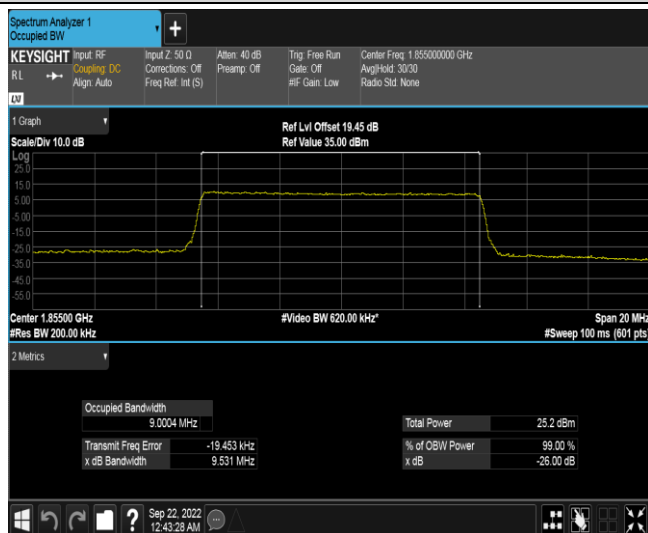 Spectrum Analyzer 1
Occupied BW
KEYSIGHT
R L
LXI
Input: RF
Coupling: DC
Align: Auto
Input Z: 50 Ω
Corrections: Off
Freq Ref: Int (S)
Atten: 40 dB
Preamp: Off
Trig: Free Run
Gate: Off
#IF Gain: Low
Center Freq: 1.855000000 GHz
Avg|Hold: 30/30
Radio Std: None
1 Graph
Scale/Div 10.0 dB
Ref Lvl Offset 19.45 dB
Ref Value 35.00 dBm
Log
25.0
15.0
5.00
-5.00
-15.0
-25.0
-35.0
-45.0
-55.0
Center 1.85500 GHz
#Res BW 200.00 kHz
#Video BW 620.00 kHz*
Span 20 MHz
#Sweep 100 ms (601 pts)
2 Metrics
Occupied Bandwidth
9.0004 MHz
Transmit Freq Error -19.453 kHz
x dB Bandwidth 9.531 MHz
Total Power 25.2 dBm
% of OBW Power 99.00 %
x dB -26.00 dB
?
Sep 22, 2022
12:43:28 AM